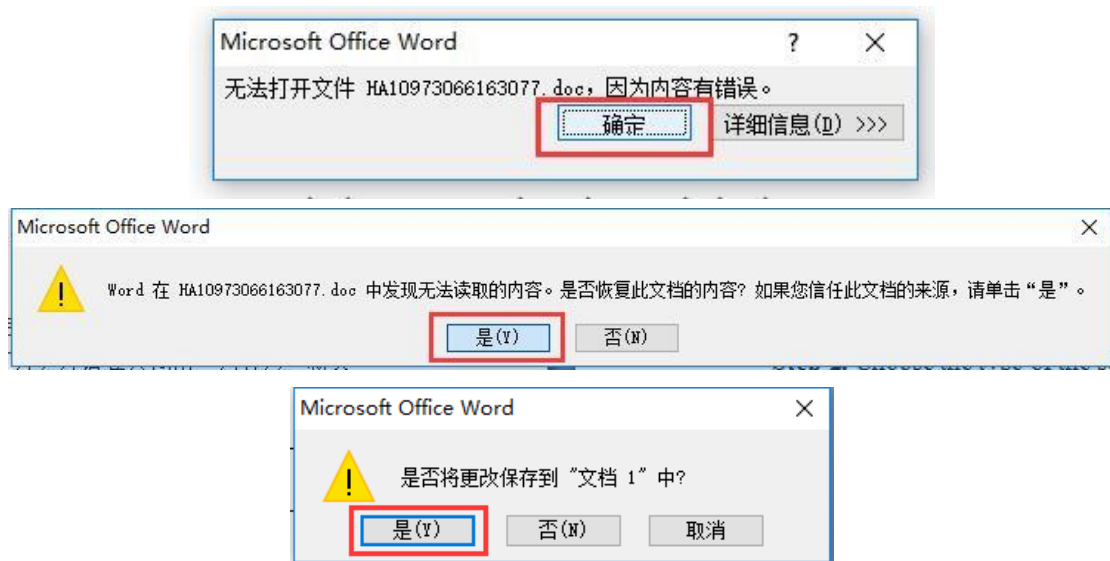 Microsoft Office Word ?
无法打开文件 HA10973066163077.doc，因为内容有错误。
确定 详细信息(D) >>>
Microsoft Office Word
Word 在 HA10973066163077.doc 中发现无法读取的内容。是否恢复此文档的内容？如果您信任此文档的来源，请单击“是”。
是(Y) 否(N)
Microsoft Office Word
是否将更改保存到 "文档 1" 中？
是(Y) 否(N) 取消